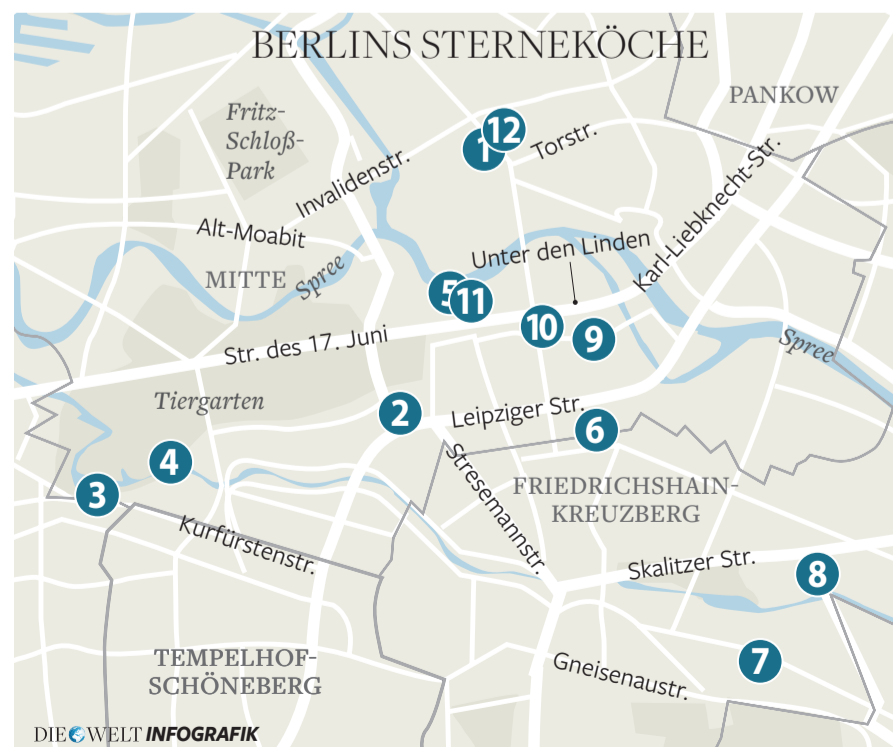 BERLINS STERNEKÖCHE
PANKOW
Fritz-
Schloß-
Park
12
1
Torstr.
Invalidenstr.
Karl-Liebknecht-Str.
Alt-Moabit
Unter den Linden
MITTE
Spree
5
11
10
9
Str. des 17. Juni
Spree
Tiergarten
2
Leipziger Str.
6
4
3
Stresemannstr.
FRIEDRICHSHAIN-
KREUZBERG
Kurfürstenstr.
Skalitzer Str.
8
TEMPELHOF-
SCHÖNEBERG
Gneisenaustr.
7
DIE WELT INFOGRAFIK